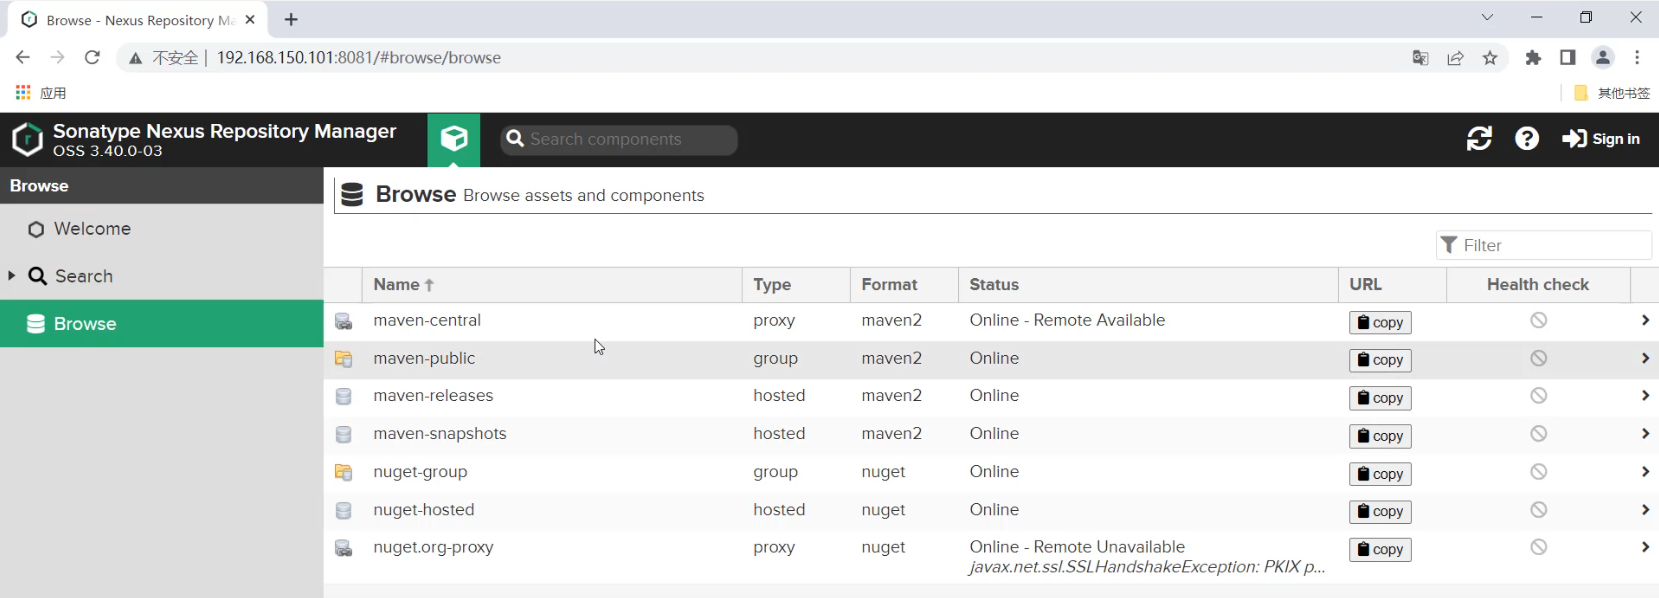 Browse - Nexus Repository Ma
不安全 | 192.168.150.101:8081/#browse/browse
应用
其他书签
Sonatype Nexus Repository Manager
OSS 3.40.0-03
Search components
Sign in
Browse
Welcome
Search
Browse
Browse Browse assets and components
Filter
Name Type Format Status URL Health check
maven-central proxy maven2 Online - Remote Available copy
maven-public group maven2 Online copy
maven-releases hosted maven2 Online copy
maven-snapshots hosted maven2 Online copy
nuget-group group nuget Online copy
nuget-hosted hosted nuget Online copy
nuget.org-proxy proxy nuget Online - Remote Unavailable copy
javax.net.ssl.SSLHandshakeException: PKIX p...